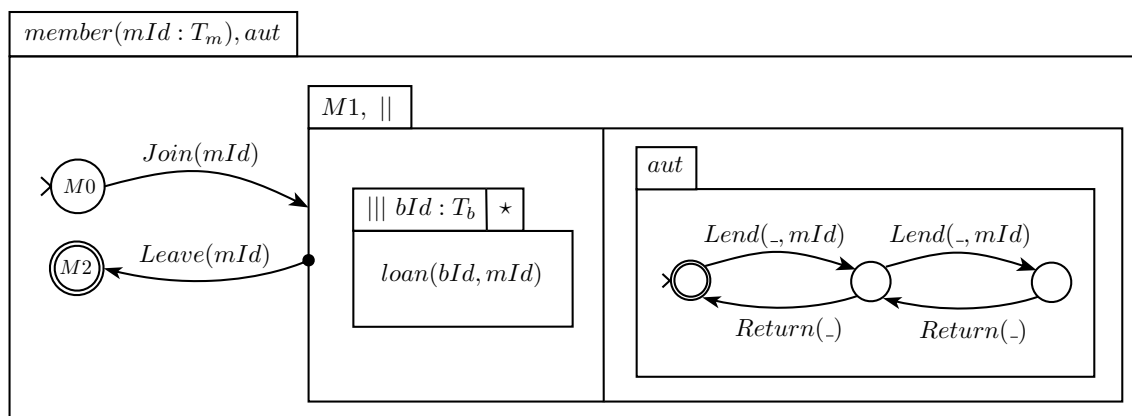 member(mId : T_m), aut
M1, ||
Join(mId)
M0
Leave(mId)
M2
||| bId : T_b ⋆
loan(bId, mId)
aut
Lend(_, mId) Lend(_, mId)
Return(_) Return(_)